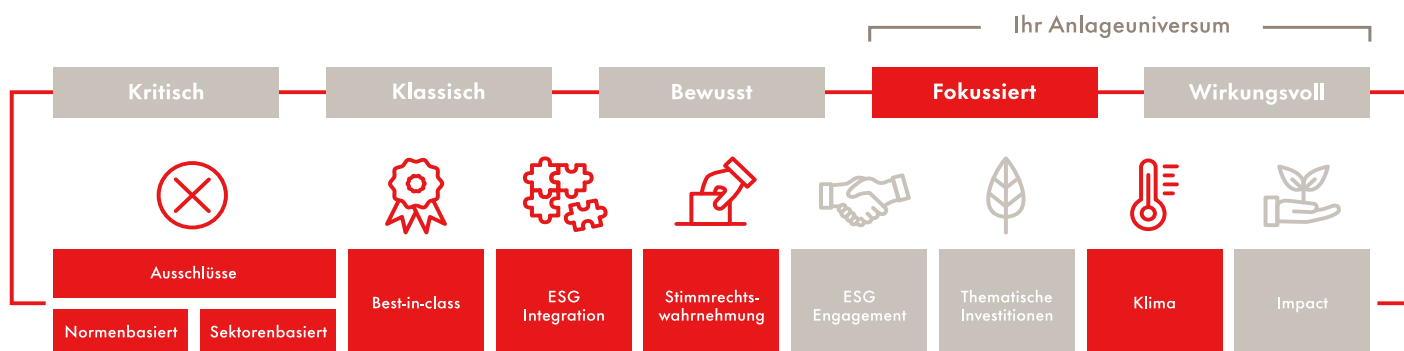 Ihr Anlageuniversum
Kritisch
Klassisch
Bewusst
Fokussiert
Wirkungsvoll
Ausschlüsse
Normenbasiert
Sektorenbasiert
Best-in-class
ESG
Integration
Stimmrechts-
wahrnehmung
ESG
Engagement
Thematische
Investitionen
Klima
Impact